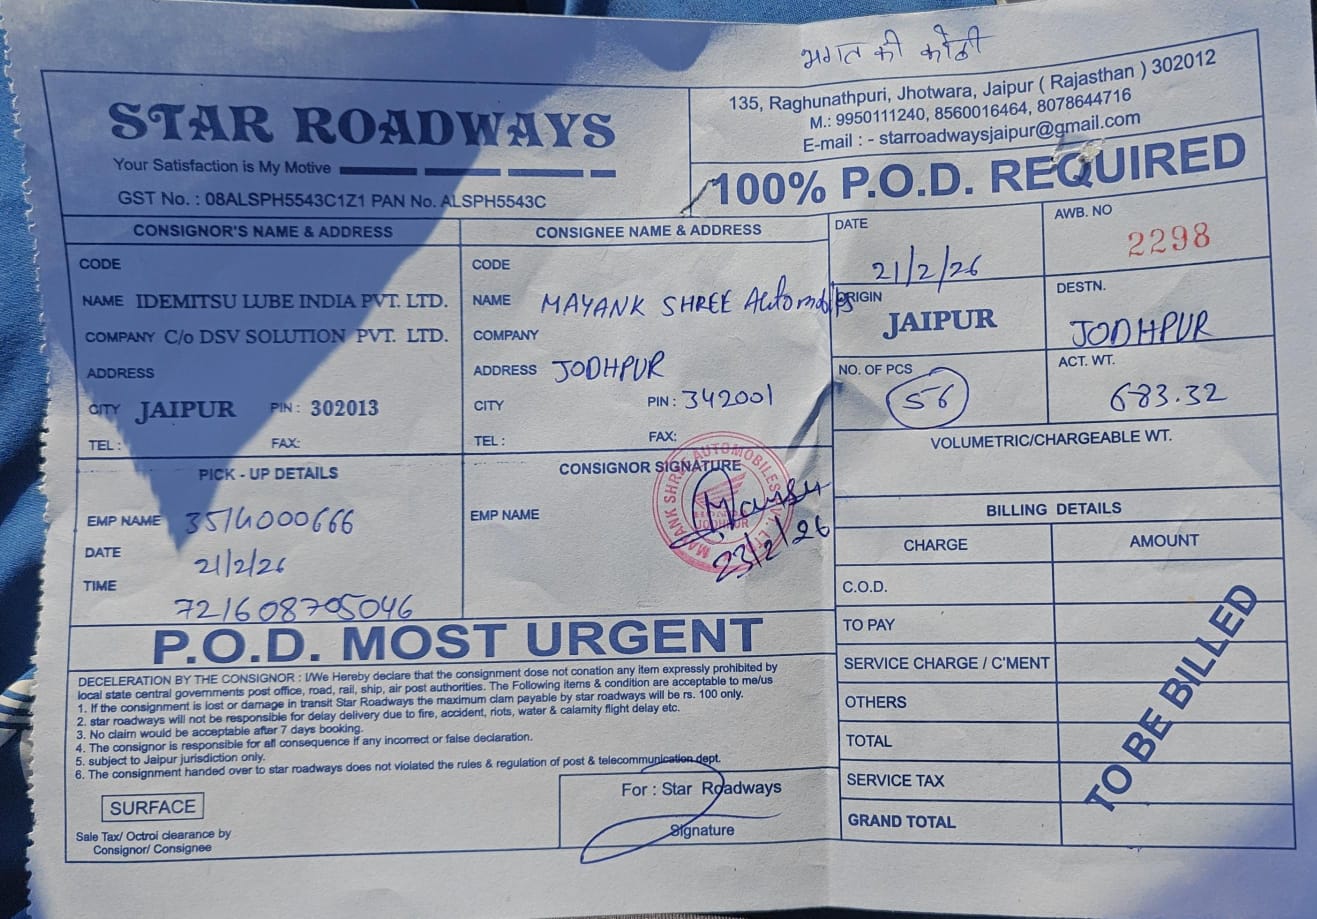 भगत की कोठी
STAR ROADWAYS
Your Satisfaction is My Motive
GST No. : 08ALSPH5543C1Z1 PAN No. ALSPH5543C
135, Raghunathpuri, Jhotwara, Jaipur ( Rajasthan ) 302012
M.: 9950111240, 8560016464, 8078644716
E-mail : - starroadwaysjaipur@gmail.com
100% P.O.D. REQUIRED
CONSIGNOR'S NAME & ADDRESS
CODE
NAME IDEMITSU LUBE INDIA PVT. LTD.
COMPANY C/o DSV SOLUTION PVT. LTD.
ADDRESS
CITY JAIPUR PIN: 302013
TEL : FAX:
CONSIGNEE NAME & ADDRESS
CODE
NAME MAYANK SHREE Automobiles
COMPANY
ADDRESS JODHPUR
CITY PIN: 342001
TEL : FAX:
DATE
21/2/26
AWB. NO
2298
ORIGIN
JAIPUR
DESTN.
JODHPUR
NO. OF PCS
56
ACT. WT.
683.32
VOLUMETRIC/CHARGEABLE WT.
PICK - UP DETAILS
EMP NAME 3514000666
DATE
21/2/26
TIME
721608705046
CONSIGNOR SIGNATURE
EMP NAME
MAYANK SHREE AUTOMOBILES
JODHPUR
23/2/26
BILLING DETAILS
CHARGE AMOUNT
C.O.D.
TO PAY
SERVICE CHARGE / C'MENT
OTHERS
TOTAL
SERVICE TAX
GRAND TOTAL
TO BE BILLED
P.O.D. MOST URGENT
DECELERATION BY THE CONSIGNOR : I/We Hereby declare that the consignment dose not conation any item expressly prohibited by
local state central governments post office, road, rail, ship, air post authorities. The Following items & condition are acceptable to me/us
1. If the consignment is lost or damage in transit Star Roadways the maximum clam payable by star roadways will be rs. 100 only.
2. star roadways will not be responsible for delay delivery due to fire, accident, riots, water & calamity flight delay etc.
3. No claim would be acceptable after 7 days booking.
4. The consignor is responsible for all consequence if any incorrect or false declaration.
5. subject to Jaipur jurisdiction only.
6. The consignment handed over to star roadways does not violated the rules & regulation of post & telecommunication dept.
SURFACE
Sale Tax/ Octroi clearance by
Consignor/ Consignee
For : Star Roadways
Signature